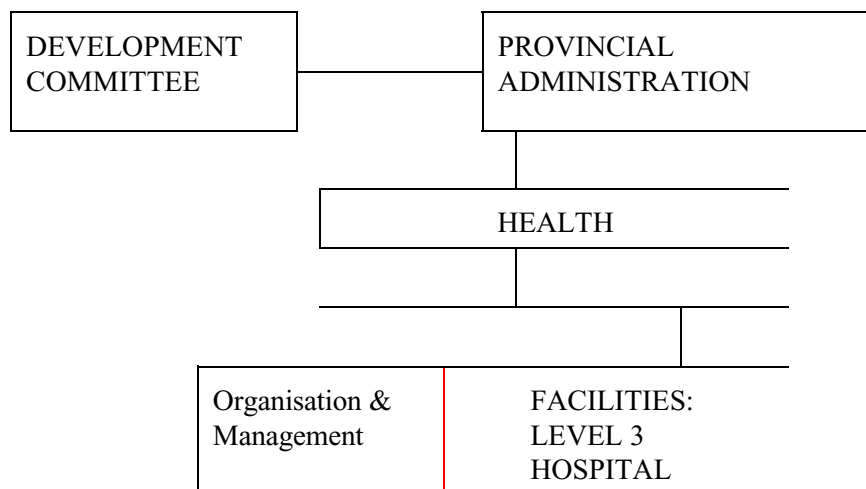 DEVELOPMENT
COMMITTEE
PROVINCIAL
ADMINISTRATION
HEALTH
Organisation &
Management
FACILITIES:
LEVEL 3
HOSPITAL